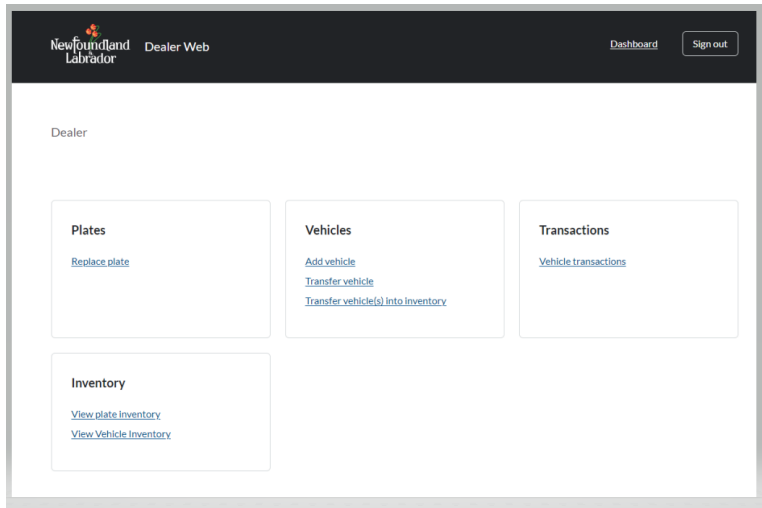 Newfoundland
Labrador
Dealer Web
Dashboard
Sign out
Dealer
Plates
Replace plate
Vehicles
Add vehicle
Transfer vehicle
Transfer vehicle(s) into inventory
Transactions
Vehicle transactions
Inventory
View plate inventory
View Vehicle Inventory